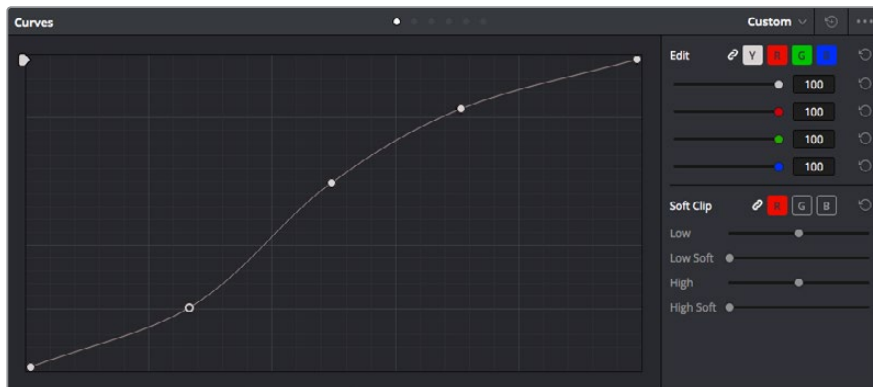 Curves
Custom
Edit Y R G B
100
100
100
100
Soft Clip R G B
Low
Low Soft
High
High Soft